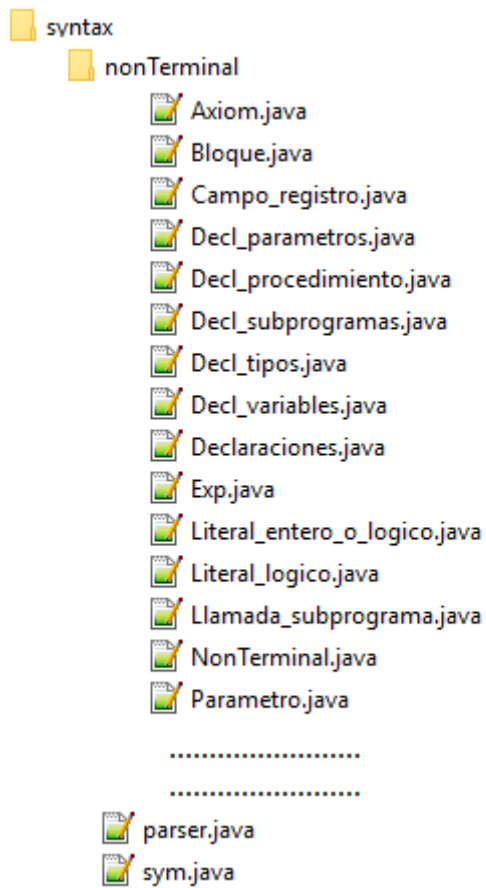 syntax
nonTerminal
Axiom.java
Bloque.java
Campo_registro.java
Decl_parametros.java
Decl_procedimiento.java
Decl_subprogramas.java
Decl_tipos.java
Decl_variables.java
Declaraciones.java
Exp.java
Literal_entero_o_logico.java
Literal_logico.java
Llamada_subprograma.java
NonTerminal.java
Parametro.java
........................
........................
parser.java
sym.java